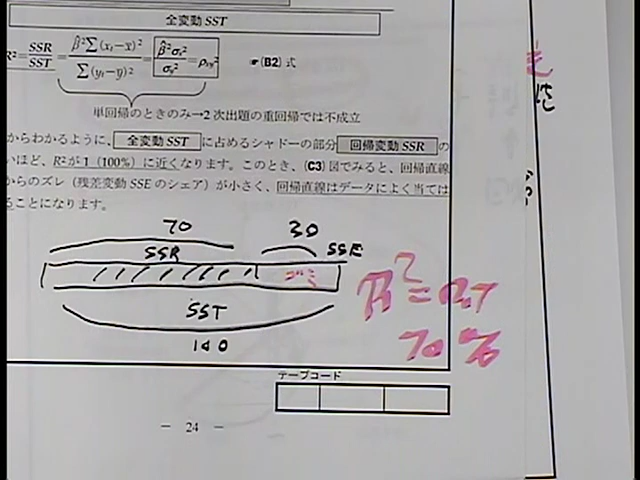 全変動 SST
R² = SSR/SST = β̂²Σ(xₜ−x̄)²/Σ(yₜ−ȳ)² = β̂²σₓ²/σᵧ² = ρₓᵧ² ☛(B2) 式
単回帰のときのみ→2次出題の重回帰では不成立
からわかるように、全変動 SST に占めるシャドーの部分 回帰変動 SSR の
いほど、R²が1(100%)に近くなります。このとき、(C3)図でみると、回帰直線
からのズレ(残差変動 SSE のシェア)が小さく、回帰直線はデータによく当ては
ることになります。
70 30
SSR SSE
ゴミ
SST
100
R²=0.7
70%
テープコード
− 24 −